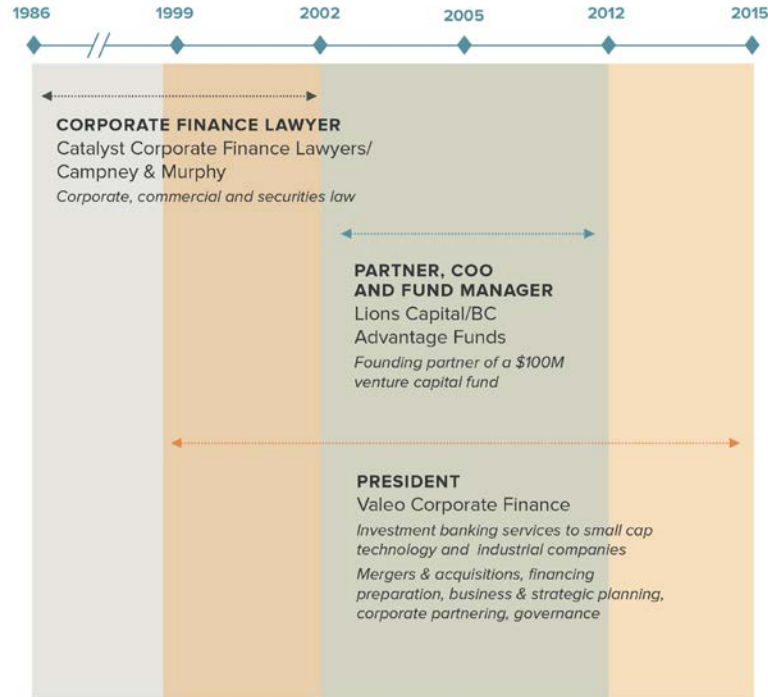 1986 1999 2002 2005 2012 2015
CORPORATE FINANCE LAWYER
Catalyst Corporate Finance Lawyers/
Campney & Murphy
Corporate, commercial and securities law
PARTNER, COO
AND FUND MANAGER
Lions Capital/BC
Advantage Funds
Founding partner of a $100M
venture capital fund
PRESIDENT
Valeo Corporate Finance
Investment banking services to small cap
technology and industrial companies
Mergers & acquisitions, financing
preparation, business & strategic planning,
corporate partnering, governance